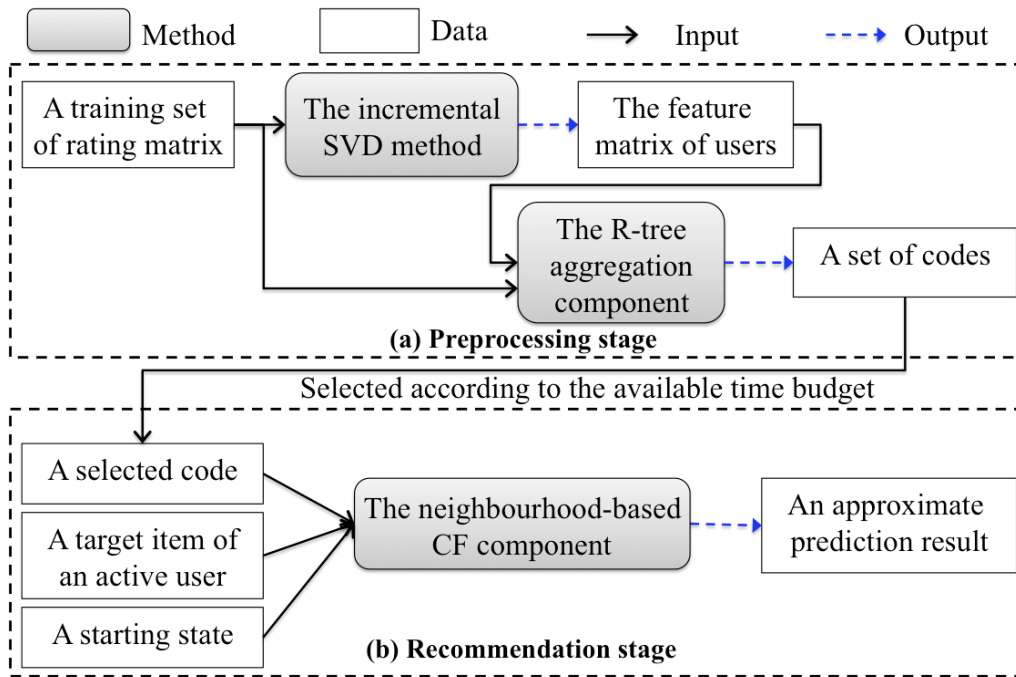 Method
Data
Input
Output
A training set
of rating matrix
The incremental
SVD method
The feature
matrix of users
The R-tree
aggregation
component
A set of codes
(a) Preprocessing stage
Selected according to the available time budget
A selected code
A target item of
an active user
A starting state
The neighbourhood-based
CF component
An approximate
prediction result
(b) Recommendation stage